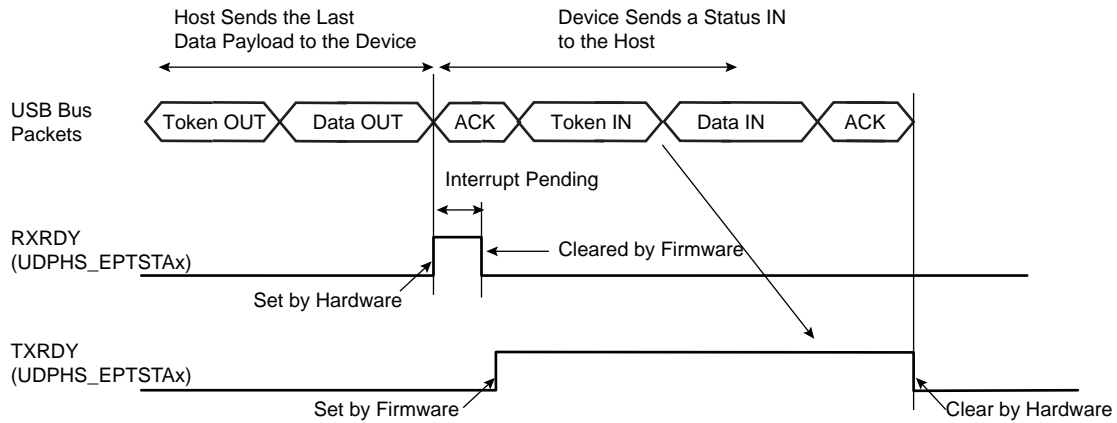 Host Sends the Last
Data Payload to the Device
Device Sends a Status IN
to the Host
USB Bus
Packets
Token OUT
Data OUT
ACK
Token IN
Data IN
ACK
Interrupt Pending
RXRDY
(UDPHS_EPTSTAx)
Cleared by Firmware
Set by Hardware
TXRDY
(UDPHS_EPTSTAx)
Set by Firmware
Clear by Hardware